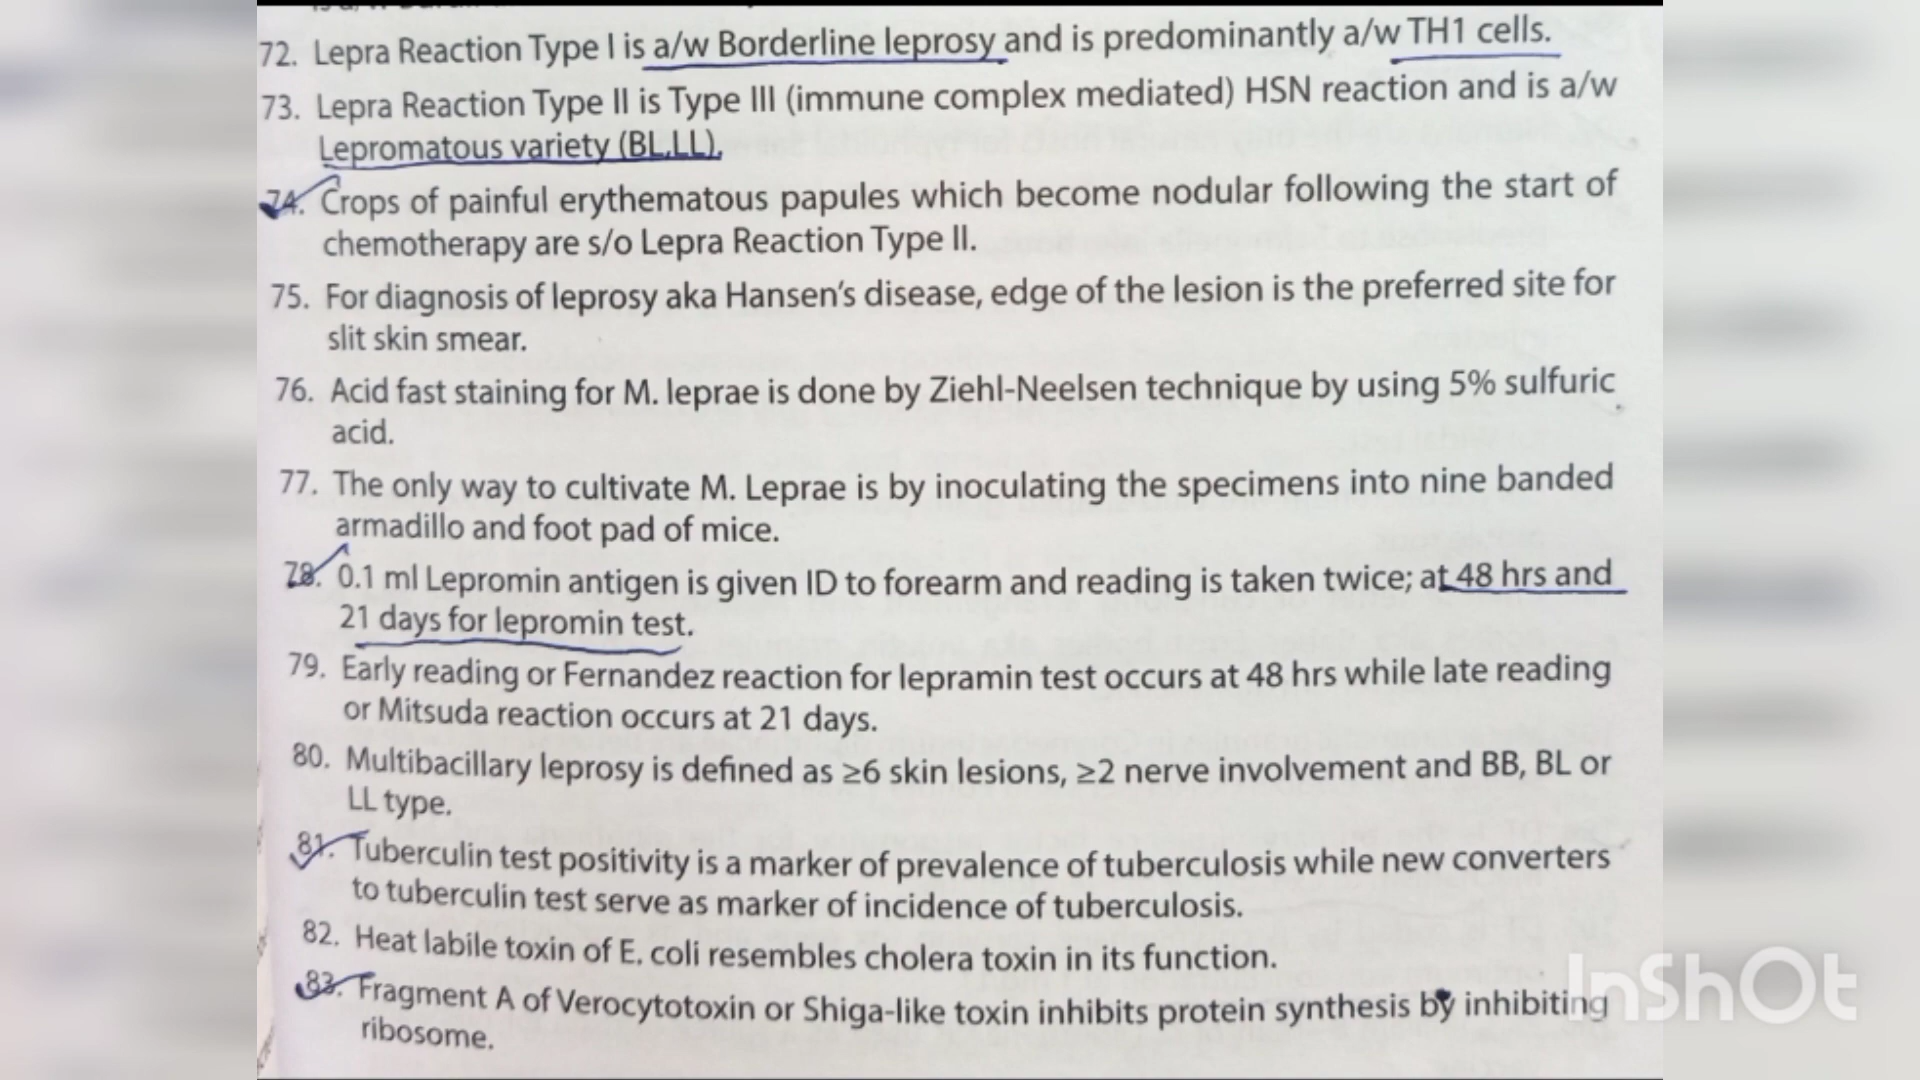 72. Lepra Reaction Type I is a/w Borderline leprosy and is predominantly a/w TH1 cells.
73. Lepra Reaction Type II is Type III (immune complex mediated) HSN reaction and is a/w
Lepromatous variety (BL,LL).
74. Crops of painful erythematous papules which become nodular following the start of
chemotherapy are s/o Lepra Reaction Type II.
75. For diagnosis of leprosy aka Hansen's disease, edge of the lesion is the preferred site for
slit skin smear.
76. Acid fast staining for M. leprae is done by Ziehl-Neelsen technique by using 5% sulfuric
acid.
77. The only way to cultivate M. Leprae is by inoculating the specimens into nine banded
armadillo and foot pad of mice.
78. 0.1 ml Lepromin antigen is given ID to forearm and reading is taken twice; at 48 hrs and
21 days for lepromin test.
79. Early reading or Fernandez reaction for lepramin test occurs at 48 hrs while late reading
or Mitsuda reaction occurs at 21 days.
80. Multibacillary leprosy is defined as ≥6 skin lesions, ≥2 nerve involvement and BB, BL or
LL type.
81. Tuberculin test positivity is a marker of prevalence of tuberculosis while new converters
to tuberculin test serve as marker of incidence of tuberculosis.
82. Heat labile toxin of E. coli resembles cholera toxin in its function.
83. Fragment A of Verocytotoxin or Shiga-like toxin inhibits protein synthesis by inhibiting
ribosome.
InShOt